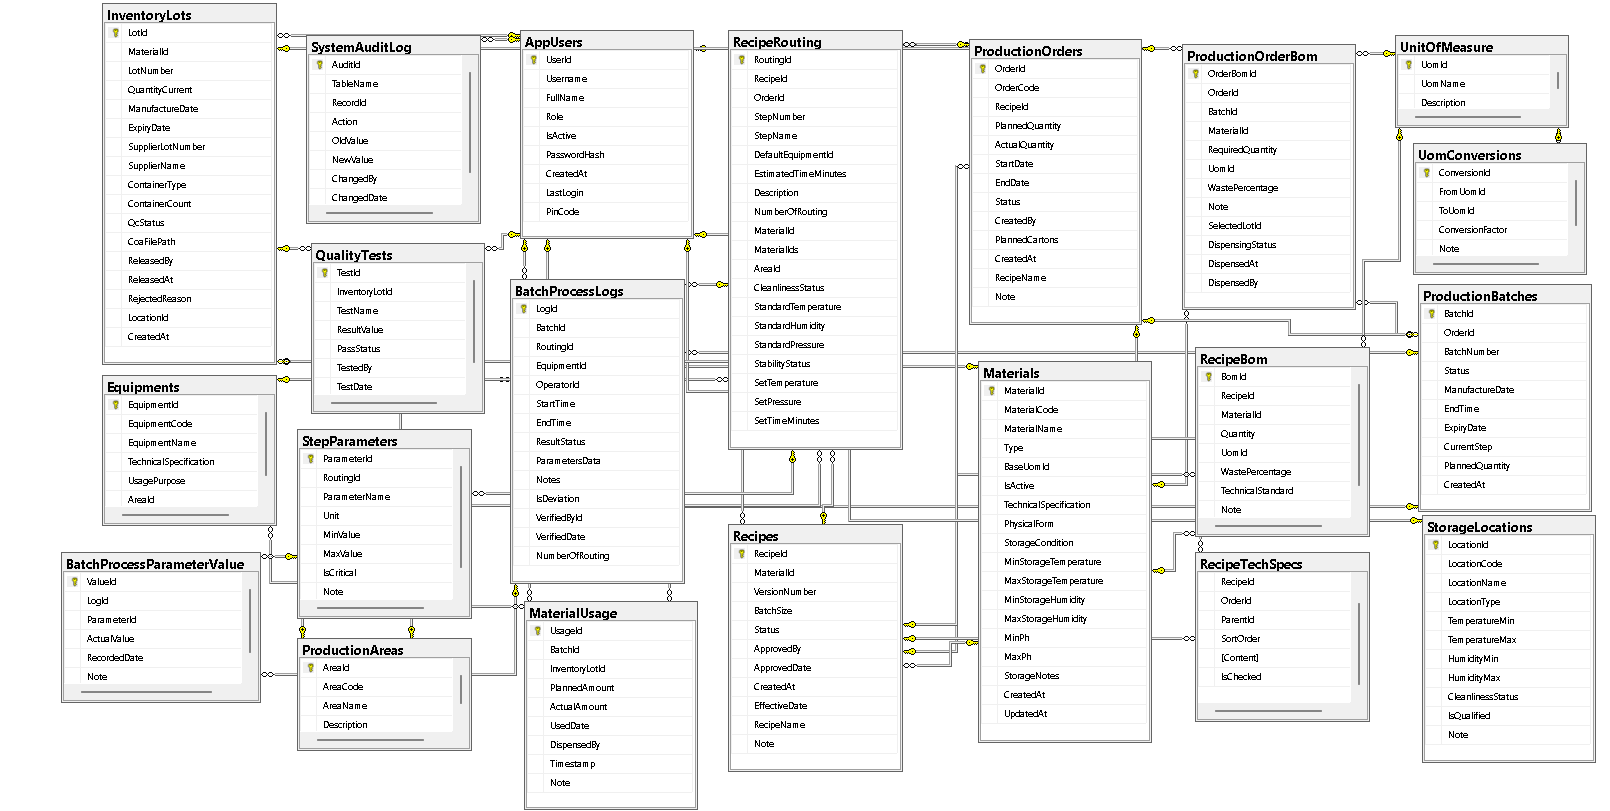 InventoryLots
LotId
MaterialId
LotNumber
QuantityCurrent
ManufactureDate
ExpiryDate
SupplierLotNumber
SupplierName
ContainerType
ContainerCount
QcStatus
CoaFilePath
ReleasedBy
ReleasedAt
RejectedReason
LocationId
CreatedAt
SystemAuditLog
AuditId
TableName
RecordId
Action
OldValue
NewValue
ChangedBy
ChangedDate
AppUsers
UserId
Username
FullName
Role
IsActive
PasswordHash
CreatedAt
LastLogin
PinCode
RecipeRouting
RoutingId
RecipeId
OrderId
StepNumber
StepName
DefaultEquipmentId
EstimatedTimeMinutes
Description
NumberOfRouting
MaterialId
MaterialIds
AreaId
CleanlinessStatus
StandardTemperature
StandardHumidity
StandardPressure
StabilityStatus
SetTemperature
SetPressure
SetTimeMinutes
ProductionOrders
OrderId
OrderCode
RecipeId
PlannedQuantity
ActualQuantity
StartDate
EndDate
Status
CreatedBy
PlannedCartons
CreatedAt
RecipeName
Note
ProductionOrderBom
OrderBomId
OrderId
BatchId
MaterialId
RequiredQuantity
UomId
WastePercentage
Note
SelectedLotId
DispensingStatus
DispensedAt
DispensedBy
UnitOfMeasure
UomId
UomName
Description
UomConversions
ConversionId
FromUomId
ToUomId
ConversionFactor
Note
QualityTests
TestId
InventoryLotId
TestName
ResultValue
PassStatus
TestedBy
TestDate
BatchProcessLogs
LogId
BatchId
RoutingId
EquipmentId
OperatorId
StartTime
EndTime
ResultStatus
ParametersData
Notes
IsDeviation
VerifiedById
VerifiedDate
NumberOfRouting
ProductionBatches
BatchId
OrderId
BatchNumber
Status
ManufactureDate
EndTime
ExpiryDate
CurrentStep
PlannedQuantity
CreatedAt
Equipments
EquipmentId
EquipmentCode
EquipmentName
TechnicalSpecification
UsagePurpose
AreaId
StepParameters
ParameterId
RoutingId
ParameterName
Unit
MinValue
MaxValue
IsCritical
Note
Materials
MaterialId
MaterialCode
MaterialName
Type
BaseUomId
IsActive
TechnicalSpecification
PhysicalForm
StorageCondition
MinStorageTemperature
MaxStorageTemperature
MinStorageHumidity
MaxStorageHumidity
MinPh
MaxPh
StorageNotes
CreatedAt
UpdatedAt
RecipeBom
BomId
RecipeId
MaterialId
Quantity
UomId
WastePercentage
TechnicalStandard
Note
StorageLocations
LocationId
LocationCode
LocationName
LocationType
TemperatureMin
TemperatureMax
HumidityMin
HumidityMax
CleanlinessStatus
IsQualified
Note
BatchProcessParameterValue
ValueId
LogId
ParameterId
ActualValue
RecordedDate
Note
ProductionAreas
AreaId
AreaCode
AreaName
Description
MaterialUsage
UsageId
BatchId
InventoryLotId
PlannedAmount
ActualAmount
UsedDate
DispensedBy
Timestamp
Note
Recipes
RecipeId
MaterialId
VersionNumber
BatchSize
Status
ApprovedBy
ApprovedDate
CreatedAt
EffectiveDate
RecipeName
Note
RecipeTechSpecs
RecipeId
OrderId
ParentId
SortOrder
[Content]
IsChecked